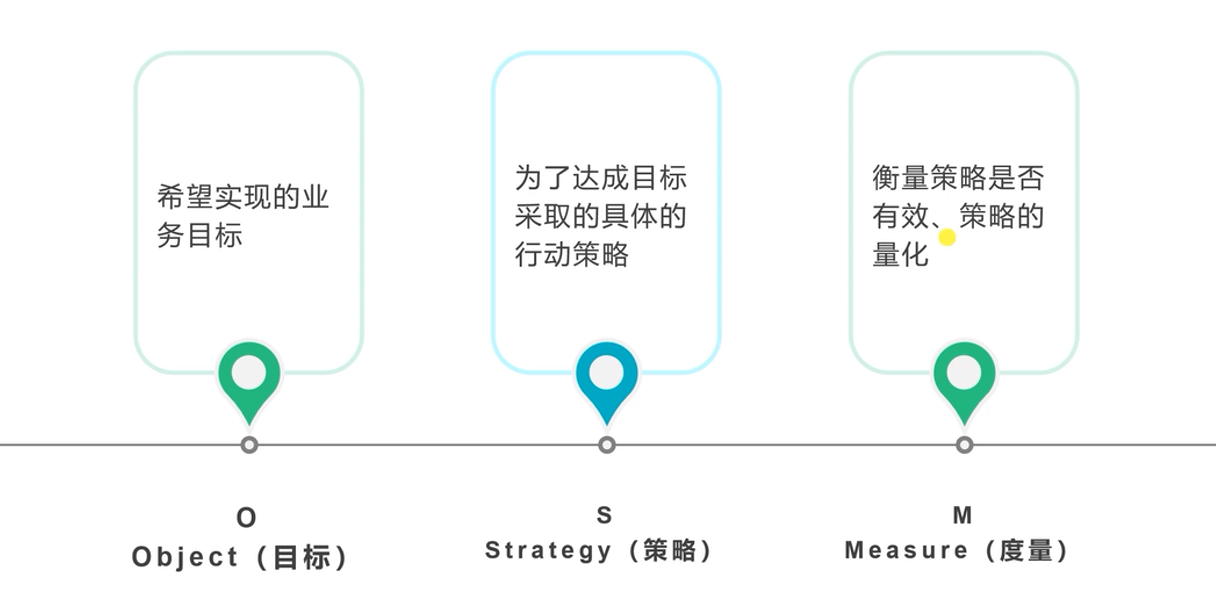 希望实现的业
务目标
为了达成目标
采取的具体的
行动策略
衡量策略是否
有效、策略的
量化
O
Object（目标）
S
Strategy（策略）
M
Measure（度量）